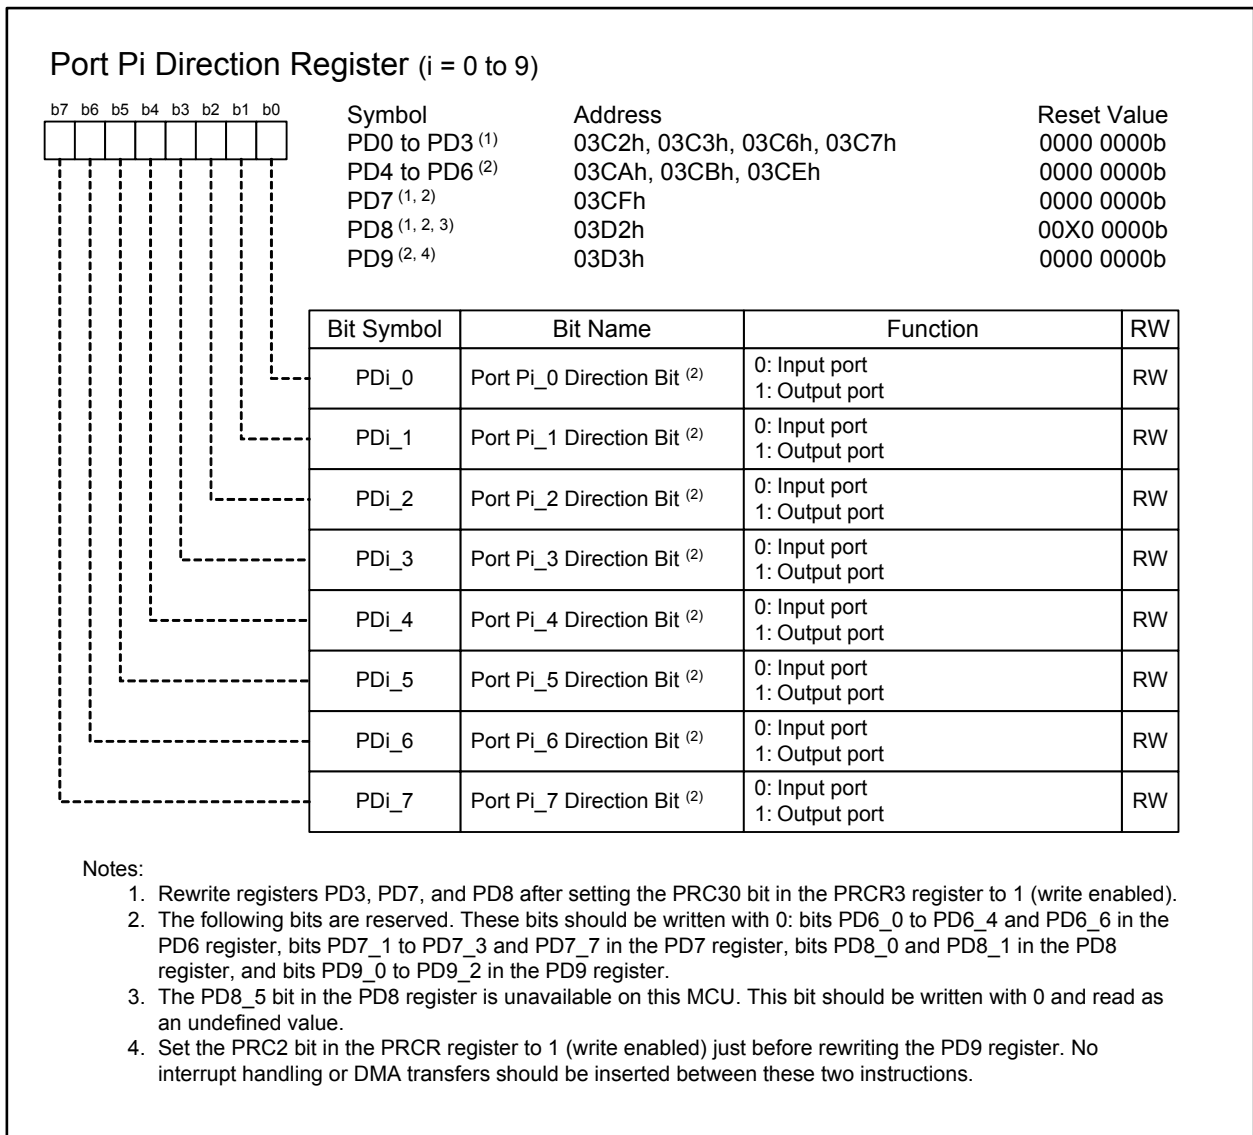 Port Pi Direction Register (i = 0 to 9)
b7 b6 b5 b4 b3 b2 b1 b0
Symbol Address Reset Value
PD0 to PD3 (1) 03C2h, 03C3h, 03C6h, 03C7h 0000 0000b
PD4 to PD6 (2) 03CAh, 03CBh, 03CEh 0000 0000b
PD7 (1, 2) 03CFh 0000 0000b
PD8 (1, 2, 3) 03D2h 00X0 0000b
PD9 (2, 4) 03D3h 0000 0000b
Bit Symbol Bit Name Function RW
PDi_0 Port Pi_0 Direction Bit (2) 0: Input port
1: Output port RW
PDi_1 Port Pi_1 Direction Bit (2) 0: Input port
1: Output port RW
PDi_2 Port Pi_2 Direction Bit (2) 0: Input port
1: Output port RW
PDi_3 Port Pi_3 Direction Bit (2) 0: Input port
1: Output port RW
PDi_4 Port Pi_4 Direction Bit (2) 0: Input port
1: Output port RW
PDi_5 Port Pi_5 Direction Bit (2) 0: Input port
1: Output port RW
PDi_6 Port Pi_6 Direction Bit (2) 0: Input port
1: Output port RW
PDi_7 Port Pi_7 Direction Bit (2) 0: Input port
1: Output port RW
Notes:
1. Rewrite registers PD3, PD7, and PD8 after setting the PRC30 bit in the PRCR3 register to 1 (write enabled).
2. The following bits are reserved. These bits should be written with 0: bits PD6_0 to PD6_4 and PD6_6 in the
PD6 register, bits PD7_1 to PD7_3 and PD7_7 in the PD7 register, bits PD8_0 and PD8_1 in the PD8
register, and bits PD9_0 to PD9_2 in the PD9 register.
3. The PD8_5 bit in the PD8 register is unavailable on this MCU. This bit should be written with 0 and read as
an undefined value.
4. Set the PRC2 bit in the PRCR register to 1 (write enabled) just before rewriting the PD9 register. No
interrupt handling or DMA transfers should be inserted between these two instructions.